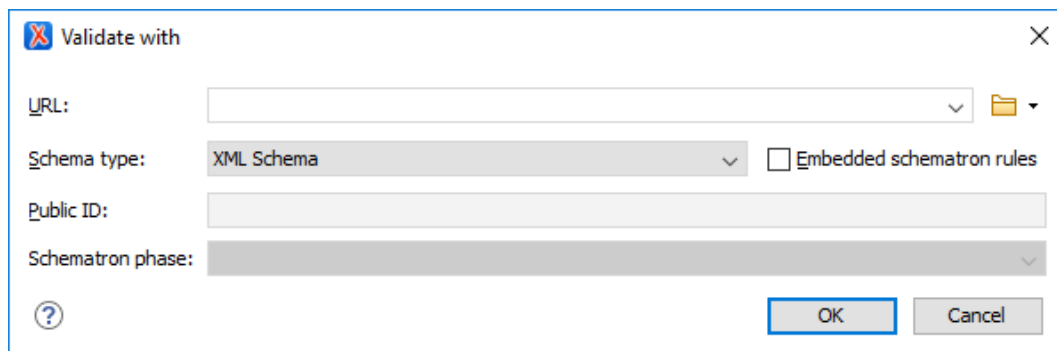 Validate with
URL:
Schema type: XML Schema Embedded schematron rules
Public ID:
Schematron phase:
? OK Cancel